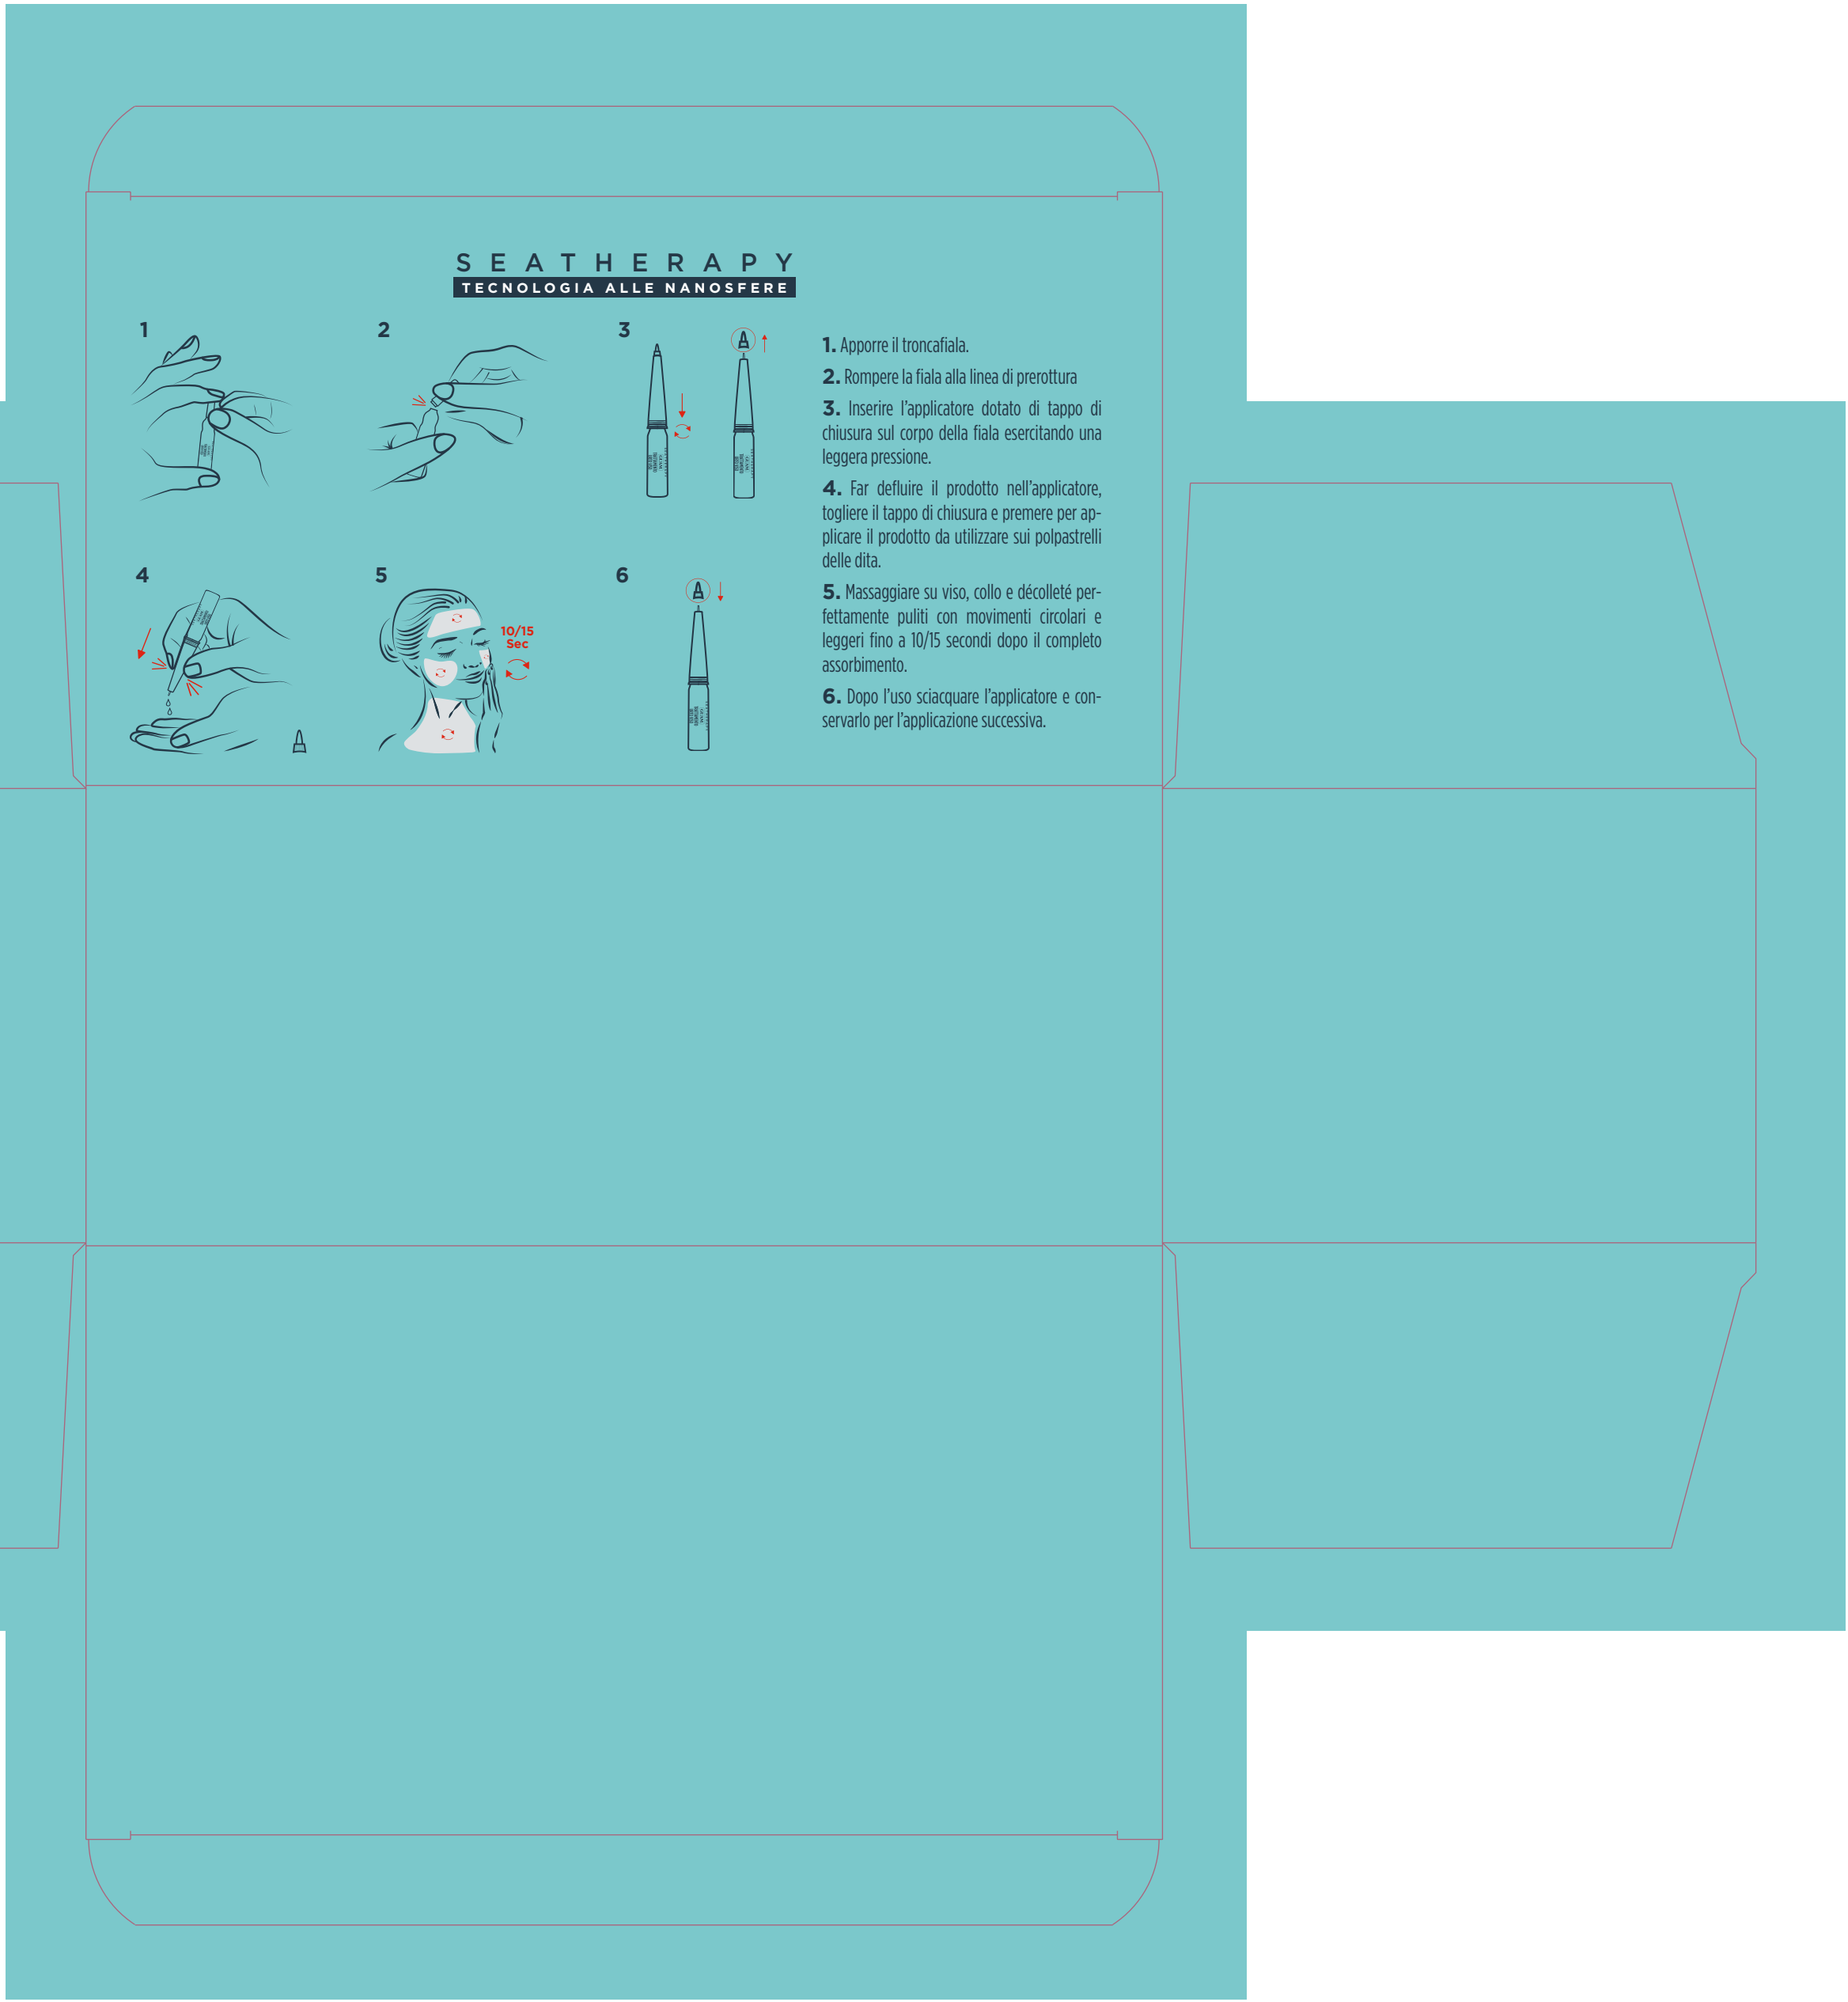 SEATHERAPY
TECNOLOGIA ALLE NANOSFERE
1
2
3
4
5
6
10/15
Sec
1. Apporre il troncafiala.
2. Rompere la fiala alla linea di prerottura
3. Inserire l’applicatore dotato di tappo di
chiusura sul corpo della fiala esercitando una
leggera pressione.
4. Far defluire il prodotto nell’applicatore,
togliere il tappo di chiusura e premere per ap-
plicare il prodotto da utilizzare sui polpastrelli
delle dita.
5. Massaggiare su viso, collo e décolleté per-
fettamente puliti con movimenti circolari e
leggeri fino a 10/15 secondi dopo il completo
assorbimento.
6. Dopo l’uso sciacquare l’applicatore e con-
servarlo per l’applicazione successiva.